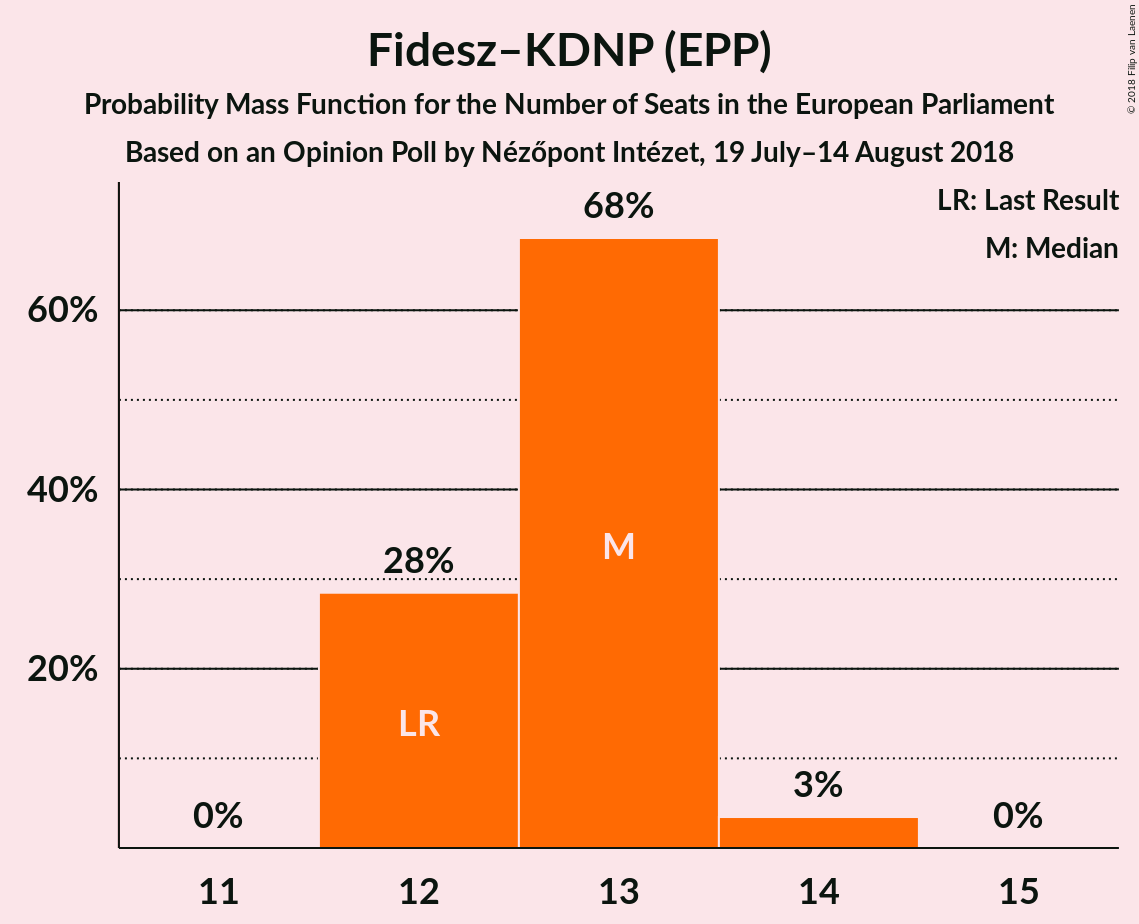 Fidesz–KDNP (EPP)
Probability Mass Function for the Number of Seats in the European Parliament
Based on an Opinion Poll by Nézőpont Intézet, 19 July–14 August 2018
© 2018 Filip van Laenen
LR: Last Result
M: Median
68%
60%
M
40%
28%
20%
LR
3%
0%
0%
11 12 13 14 15